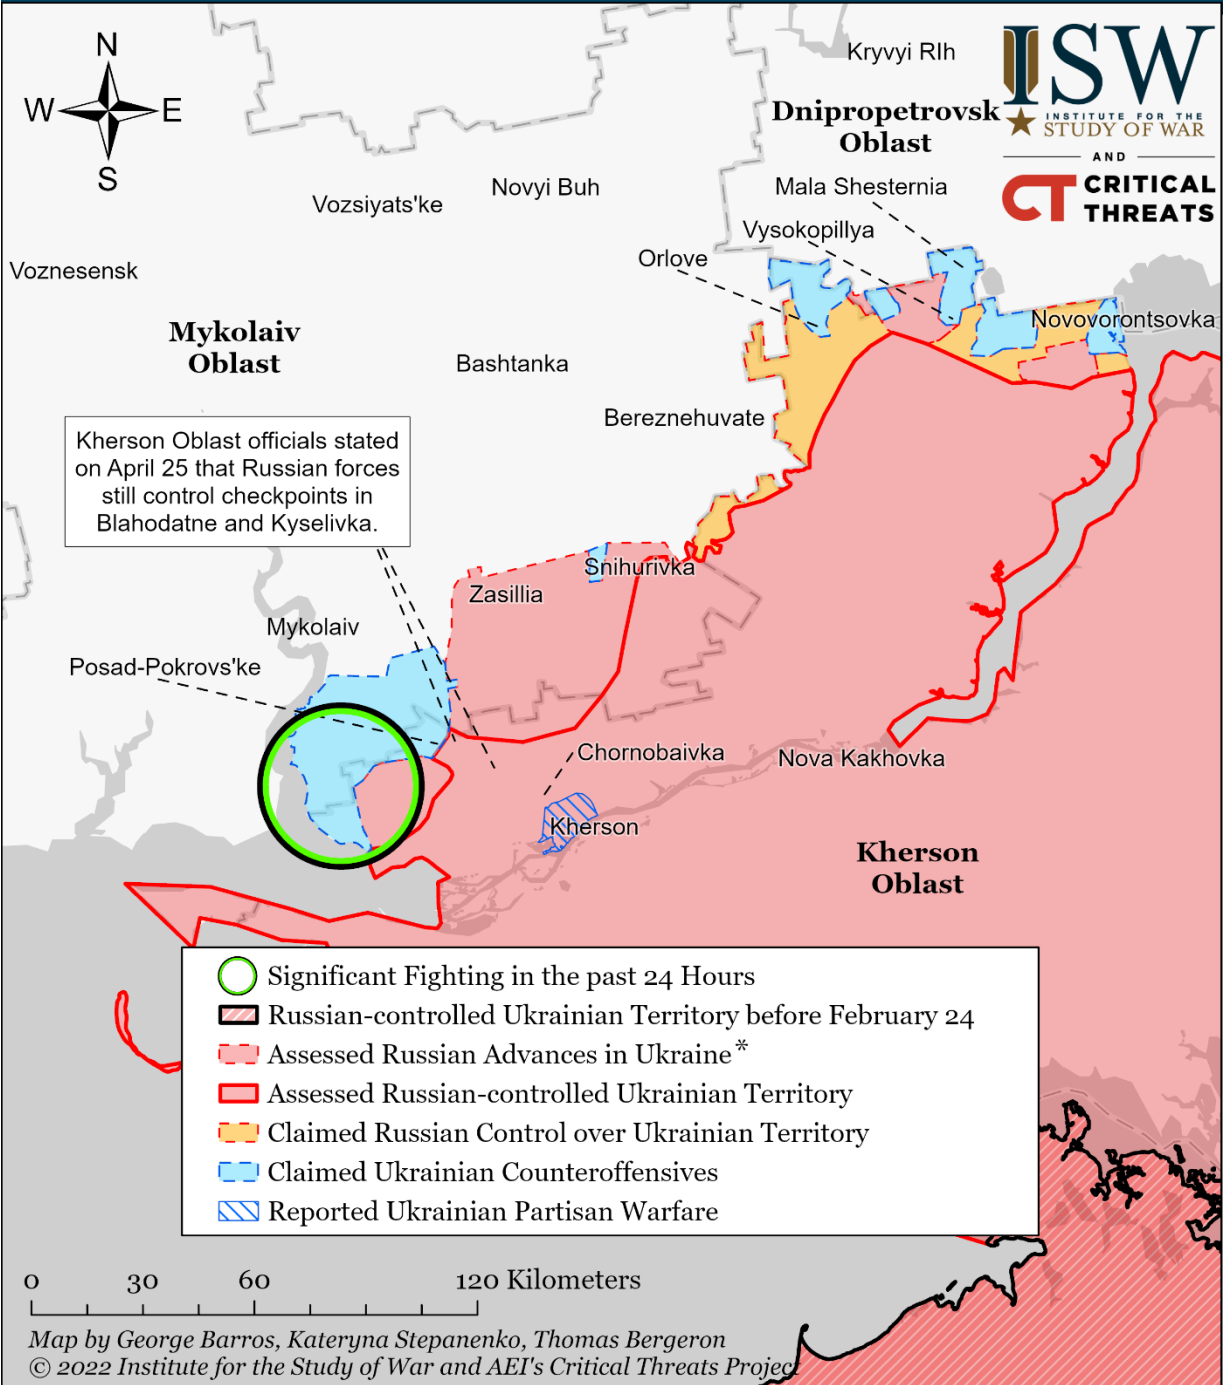 N
W
E
S
Kryvyi RIh
ISW
INSTITUTE FOR THE
STUDY OF WAR
AND
CT CRITICAL
THREATS
Dnipropetrovsk
Oblast
Mala Shesternia
Novyi Buh
Vozsiyats'ke
Vysokopillya
Orlove
Voznesensk
Novovorontsovka
Mykolaiv
Oblast
Bashtanka
Bereznehuvate
Kherson Oblast officials stated
on April 25 that Russian forces
still control checkpoints in
Blahodatne and Kyselivka.
Snihurivka
Zasillia
Mykolaiv
Posad-Pokrovs'ke
Chornobaivka
Nova Kakhovka
Kherson
Kherson
Oblast
Significant Fighting in the past 24 Hours
Russian-controlled Ukrainian Territory before February 24
Assessed Russian Advances in Ukraine*
Assessed Russian-controlled Ukrainian Territory
Claimed Russian Control over Ukrainian Territory
Claimed Ukrainian Counteroffensives
Reported Ukrainian Partisan Warfare
0 30 60 120 Kilometers
Map by George Barros, Kateryna Stepanenko, Thomas Bergeron
© 2022 Institute for the Study of War and AEI's Critical Threats Project